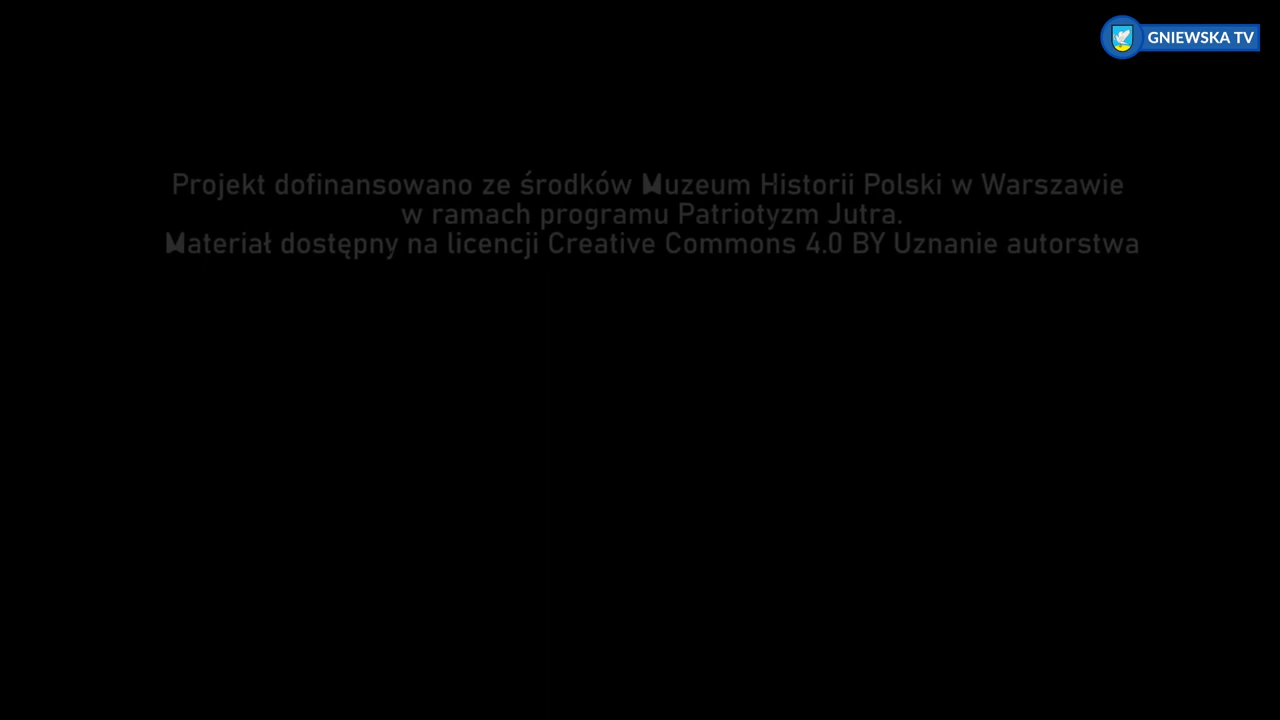 GNIEWSKA TV
Projekt dofinansowano ze środków Muzeum Historii Polski w Warszawie
w ramach programu Patriotyzm Jutra.
Materiał dostępny na licencji Creative Commons 4.0 BY Uznanie autorstwa